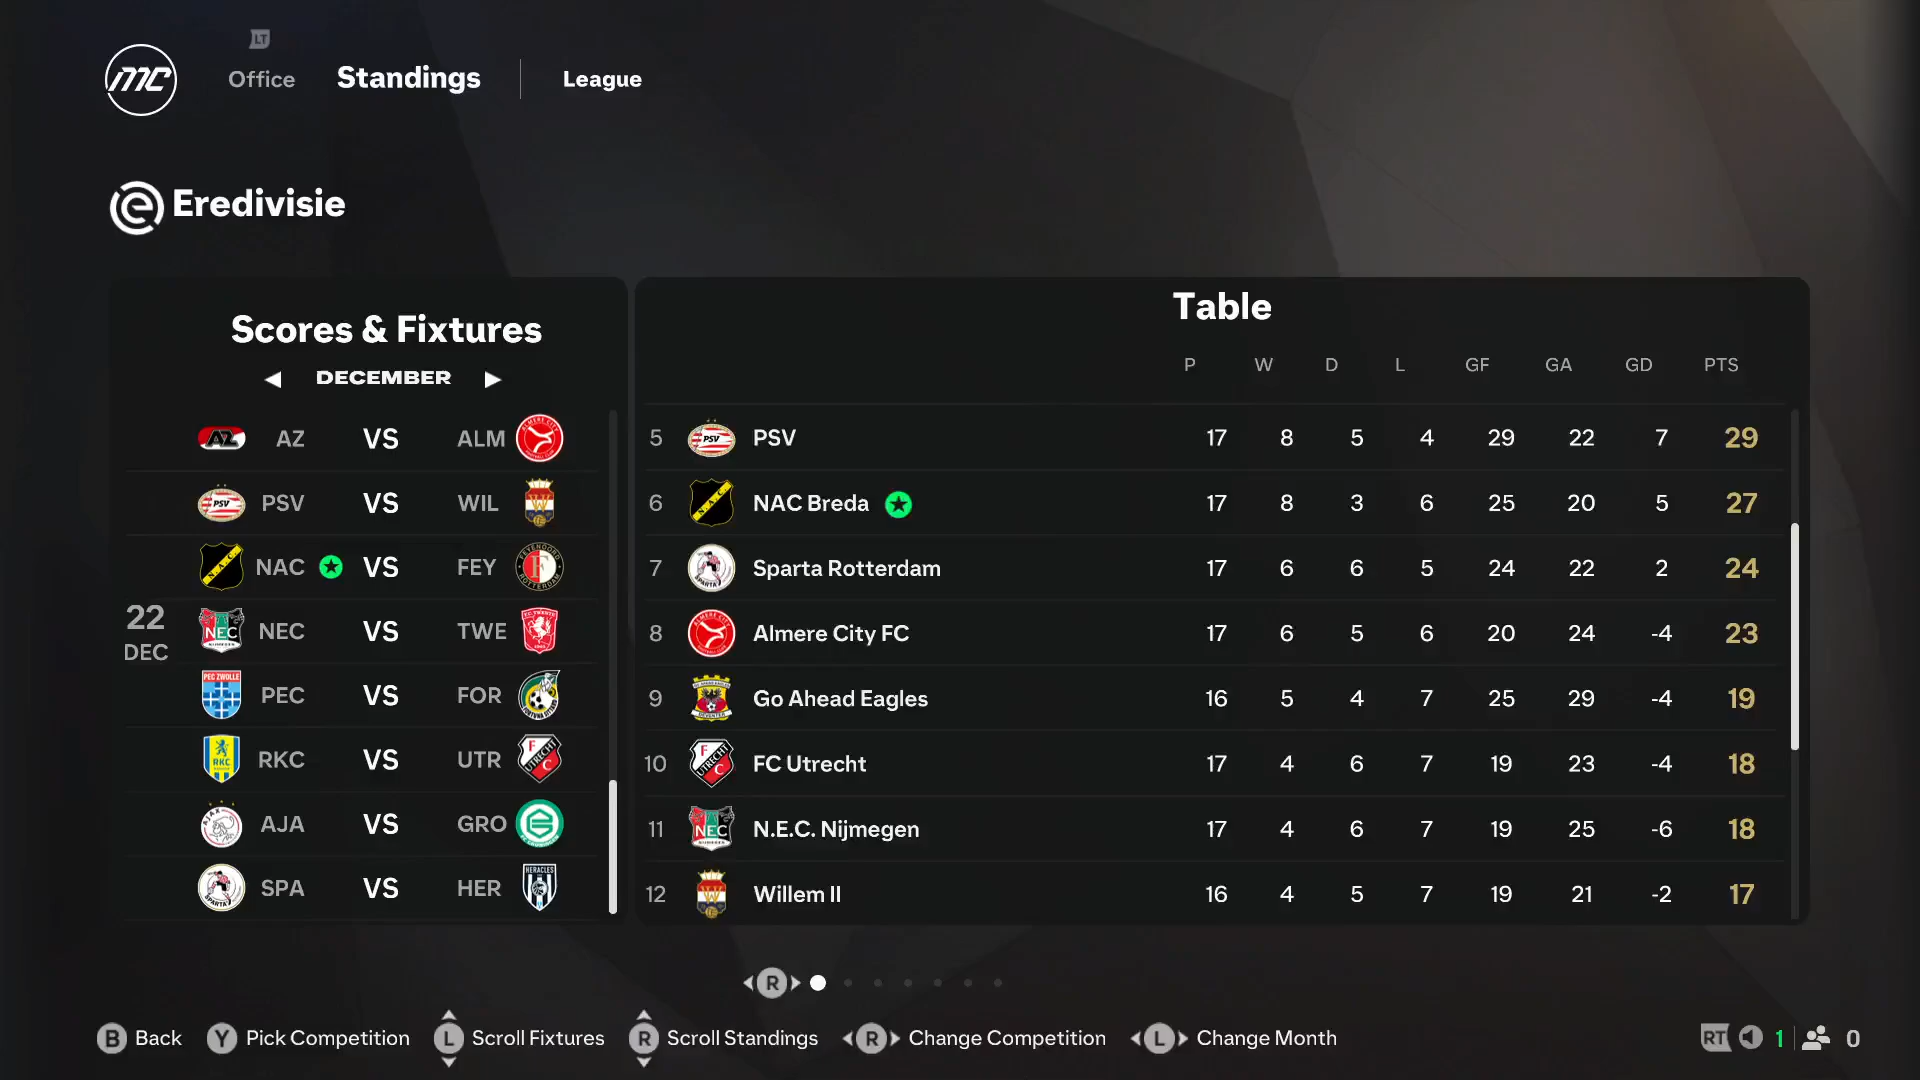 LT
MC
Office
Standings
League
Eredivisie
Scores & Fixtures
DECEMBER
AZ VS ALM
PSV VS WIL
NAC VS FEY
22 DEC
NEC VS TWE
PEC VS FOR
RKC VS UTR
AJA VS GRO
SPA VS HER
Table
P W D L GF GA GD PTS
5 PSV 17 8 5 4 29 22 7 29
6 NAC Breda 17 8 3 6 25 20 5 27
7 Sparta Rotterdam 17 6 6 5 24 22 2 24
8 Almere City FC 17 6 5 6 20 24 -4 23
9 Go Ahead Eagles 16 5 4 7 25 29 -4 19
10 FC Utrecht 17 4 6 7 19 23 -4 18
11 N.E.C. Nijmegen 17 4 6 7 19 25 -6 18
12 Willem II 16 4 5 7 19 21 -2 17
R
B Back Y Pick Competition L Scroll Fixtures R Scroll Standings R Change Competition L Change Month
RT 1 0